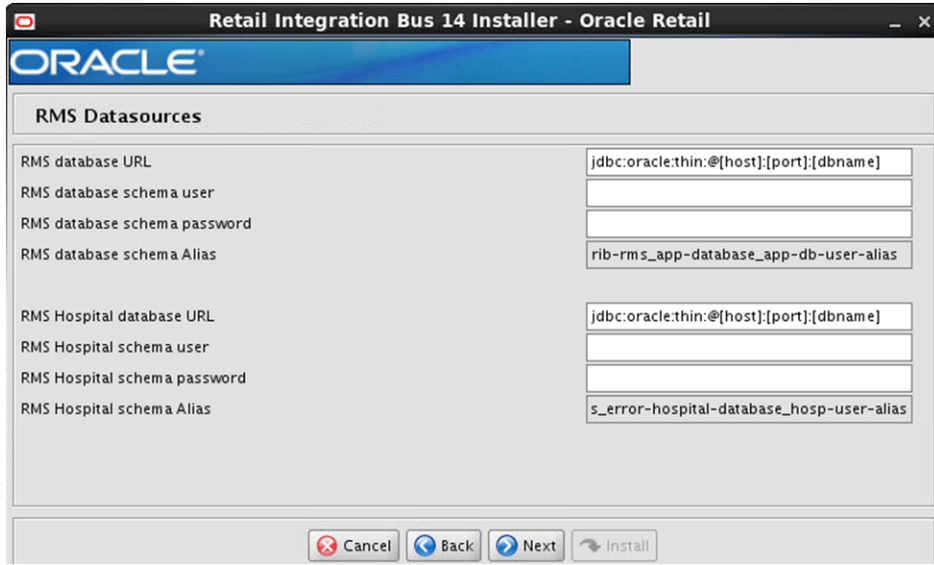 Retail Integration Bus 14 Installer - Oracle Retail
ORACLE
RMS Datasources
RMS database URL jdbc:oracle:thin:@[host]:[port]:[dbname]
RMS database schema user
RMS database schema password
RMS database schema Alias rib-rms_app-database_app-db-user-alias
RMS Hospital database URL jdbc:oracle:thin:@[host]:[port]:[dbname]
RMS Hospital schema user
RMS Hospital schema password
RMS Hospital schema Alias s_error-hospital-database_hosp-user-alias
Cancel Back Next Install